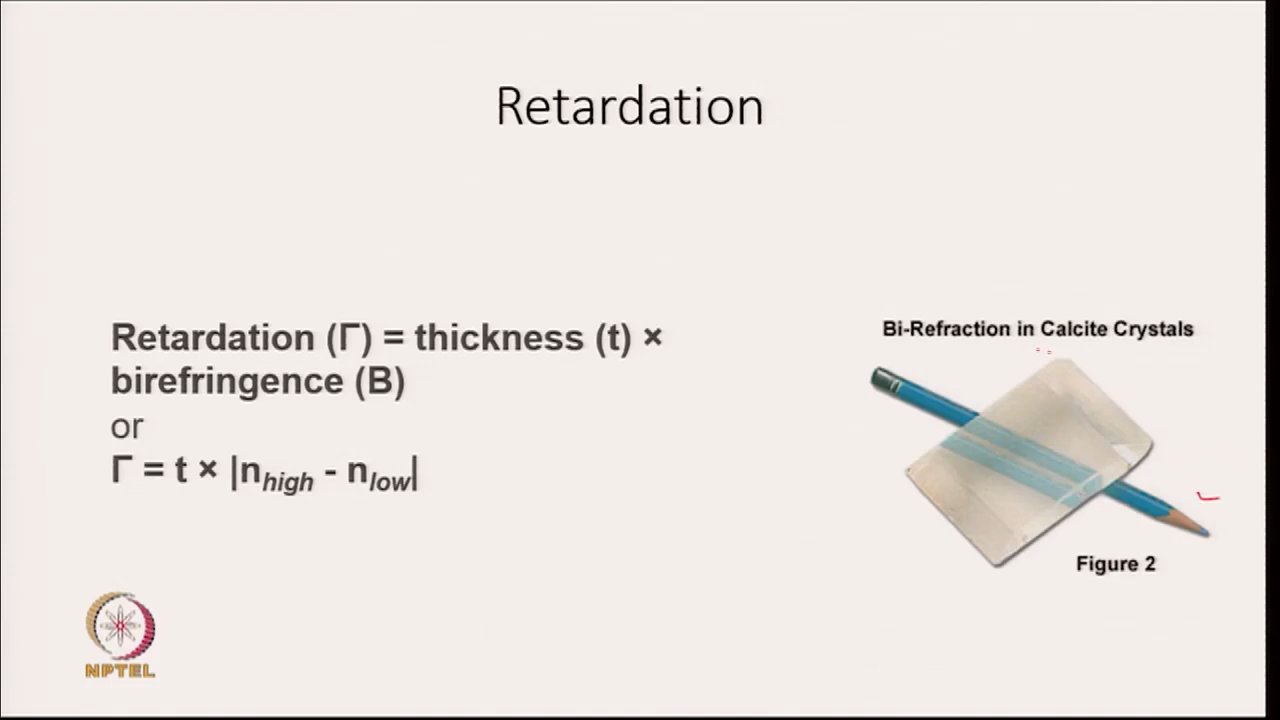 Retardation
Retardation (Γ) = thickness (t) ×
birefringence (B)
or
Γ = t × |nhigh - nlow|
Bi-Refraction in Calcite Crystals
Figure 2
NPTEL